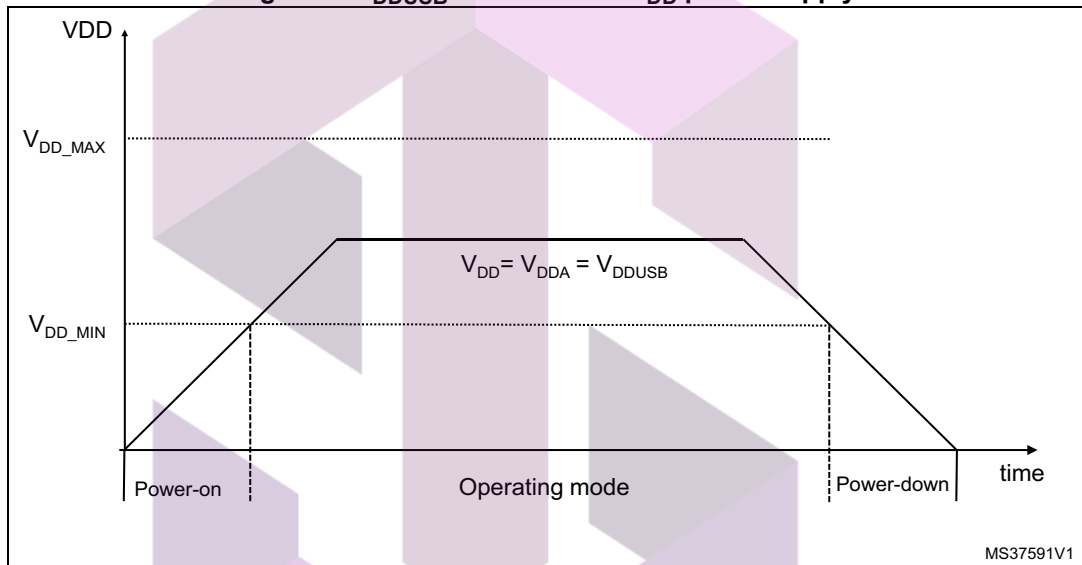 VDD
V_DD_MAX
V_DD= V_DDA = V_DDUSB
V_DD_MIN
Power-on
Operating mode
Power-down
time
MS37591V1